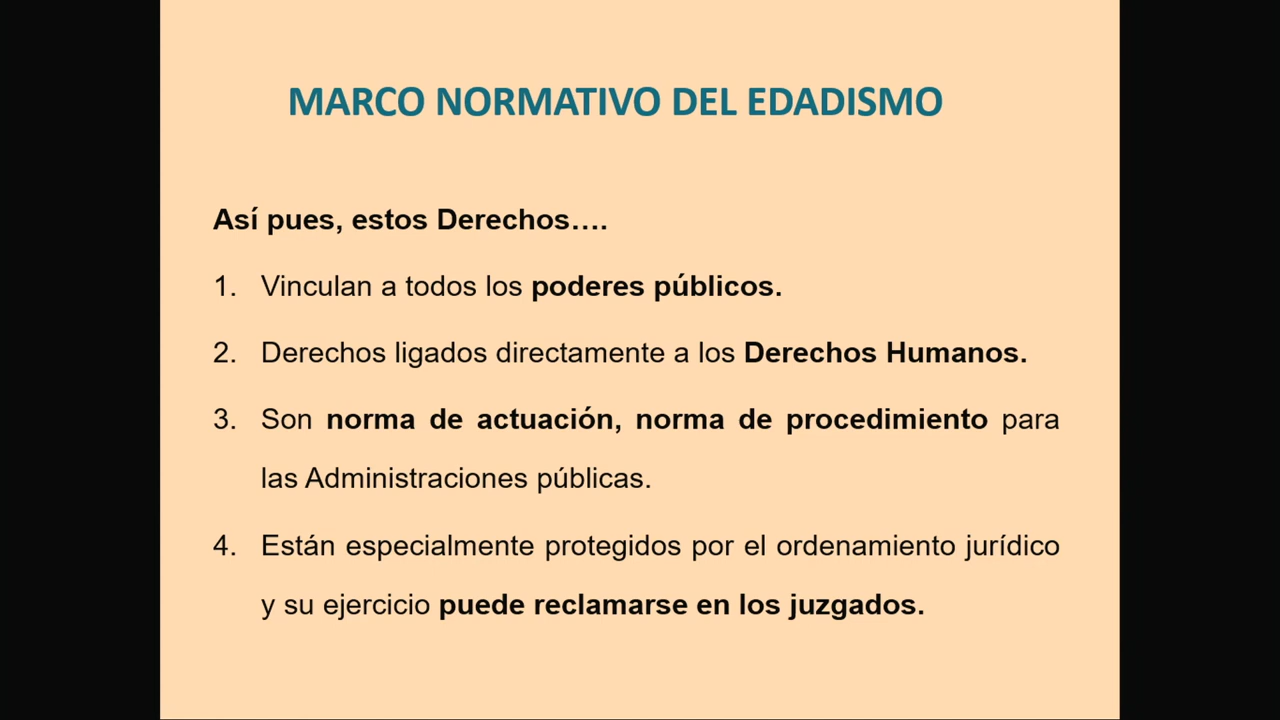 MARCO NORMATIVO DEL EDADISMO
Así pues, estos Derechos….
1. Vinculan a todos los poderes públicos.
2. Derechos ligados directamente a los Derechos Humanos.
3. Son norma de actuación, norma de procedimiento para
las Administraciones públicas.
4. Están especialmente protegidos por el ordenamiento jurídico
y su ejercicio puede reclamarse en los juzgados.